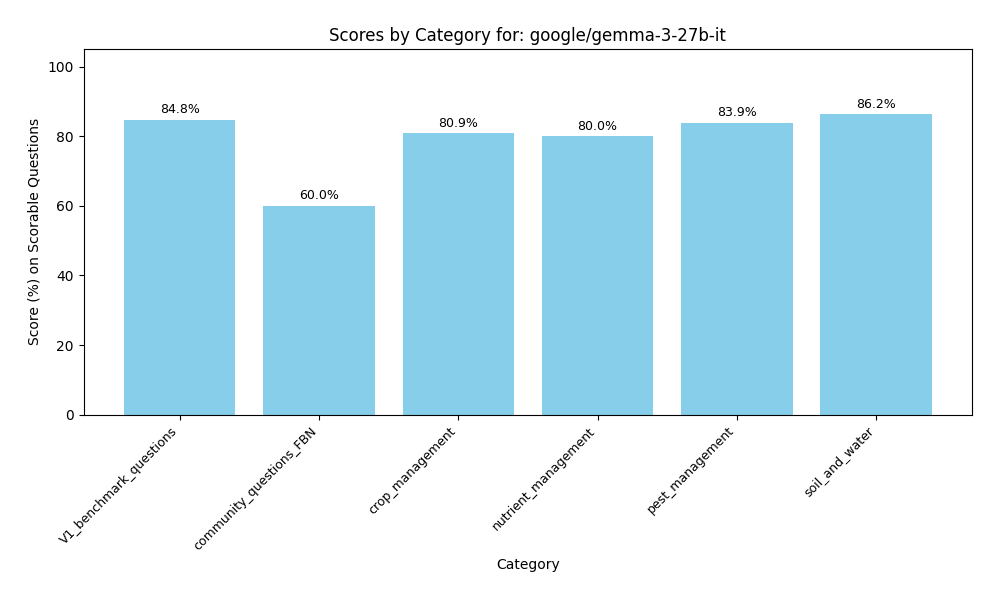 Scores by Category for: google/gemma-3-27b-it
Score (%) on Scorable Questions
100
80
60
40
20
0
84.8%
60.0%
80.9%
80.0%
83.9%
86.2%
V1_benchmark_questions
community_questions_FBN
crop_management
nutrient_management
pest_management
soil_and_water
Category